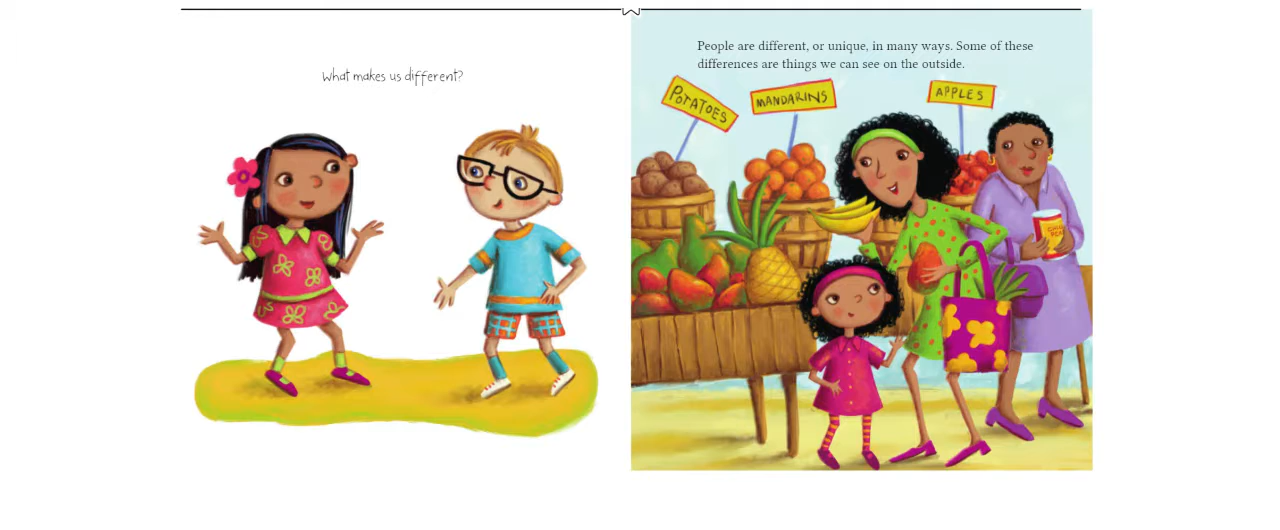 What makes us different?
People are different, or unique, in many ways. Some of these
differences are things we can see on the outside.
POTATOES
MANDARINS
APPLES